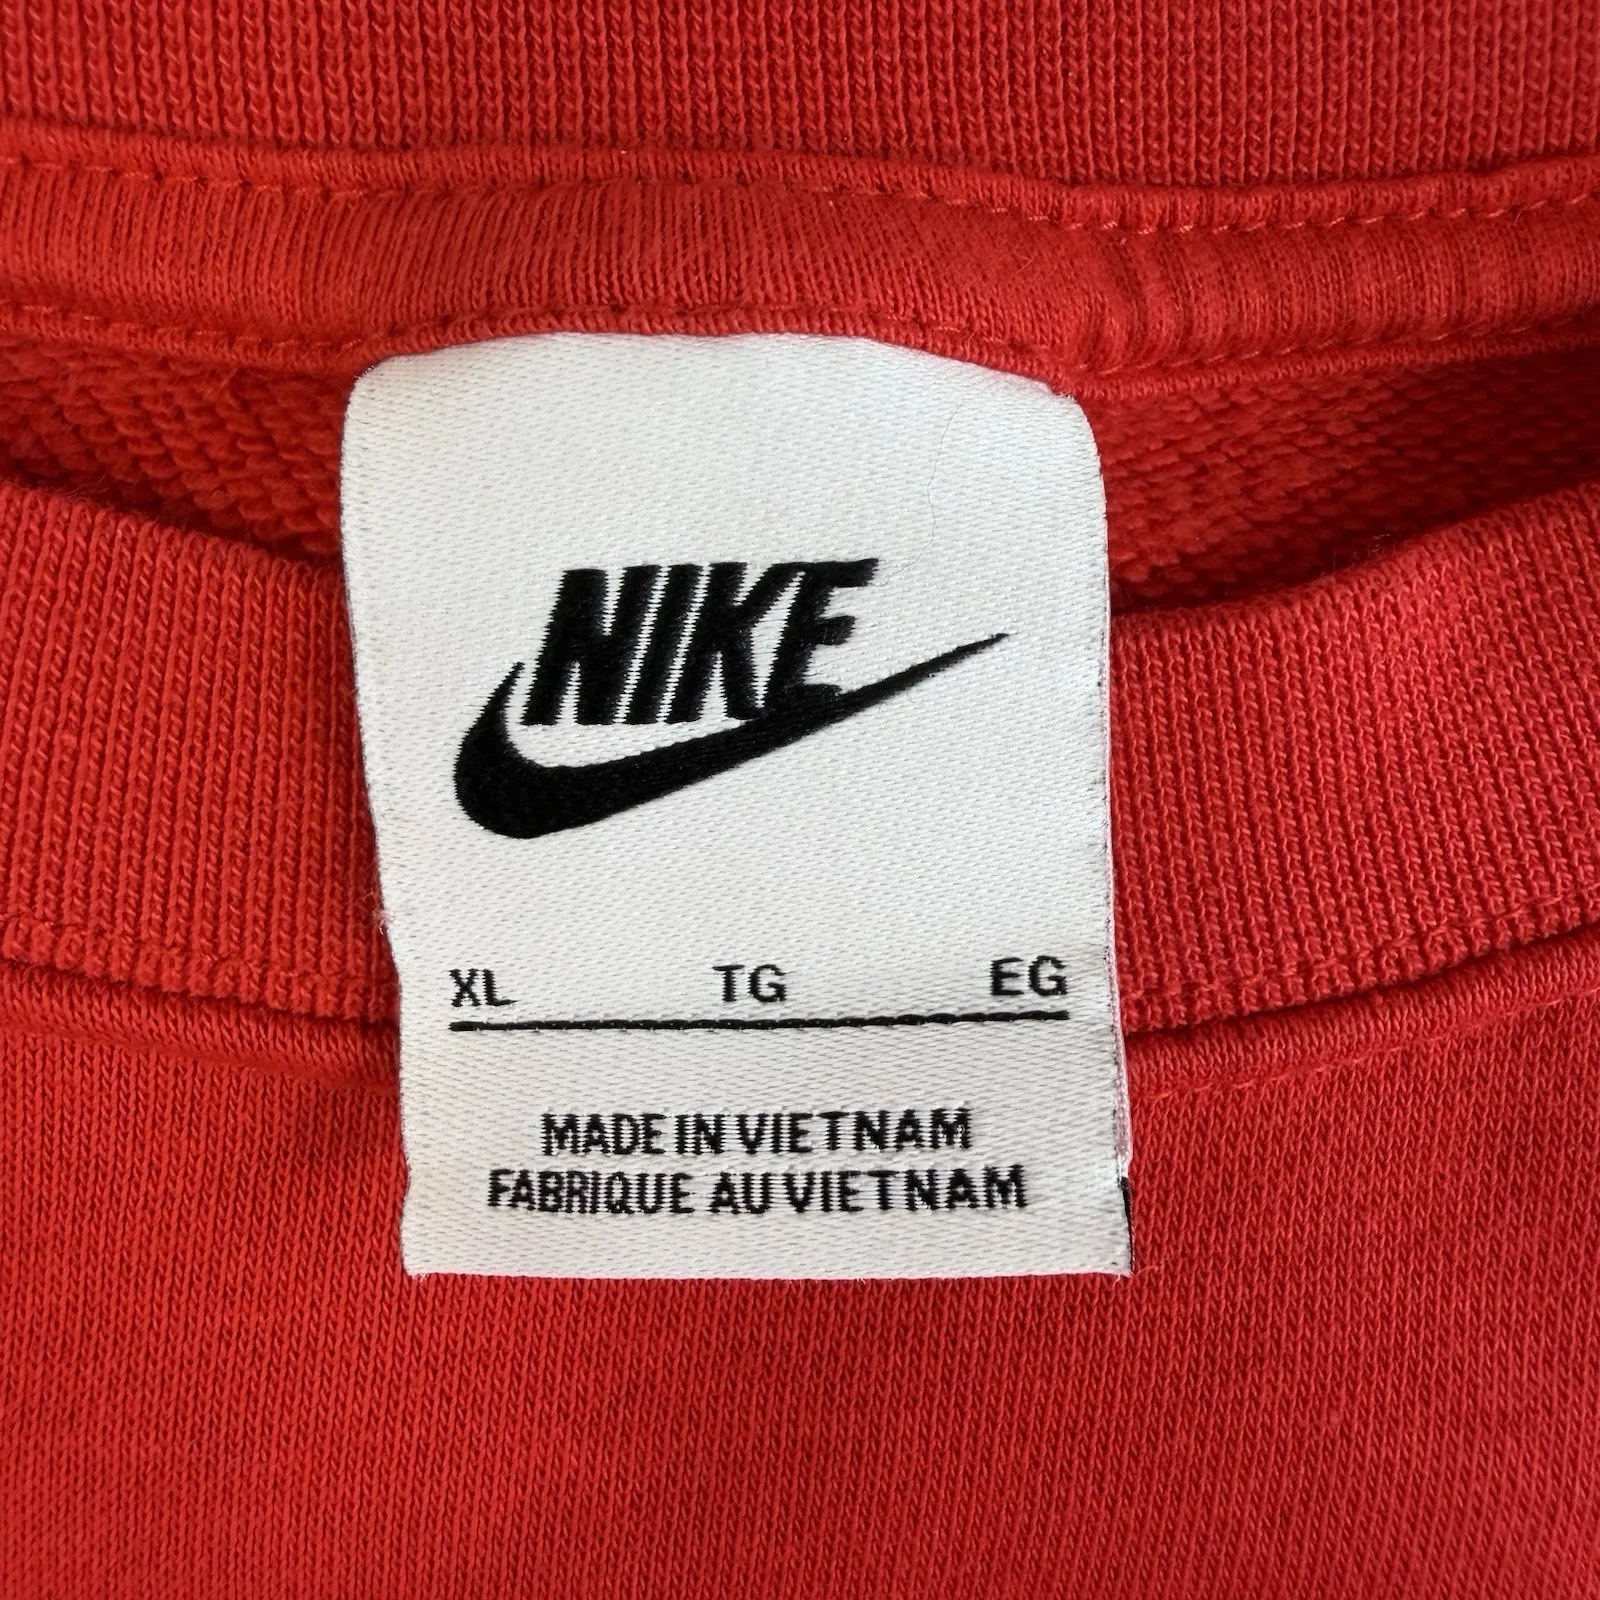 NIKE
XL TG EG
MADE IN VIETNAM
FABRIQUE AU VIETNAM